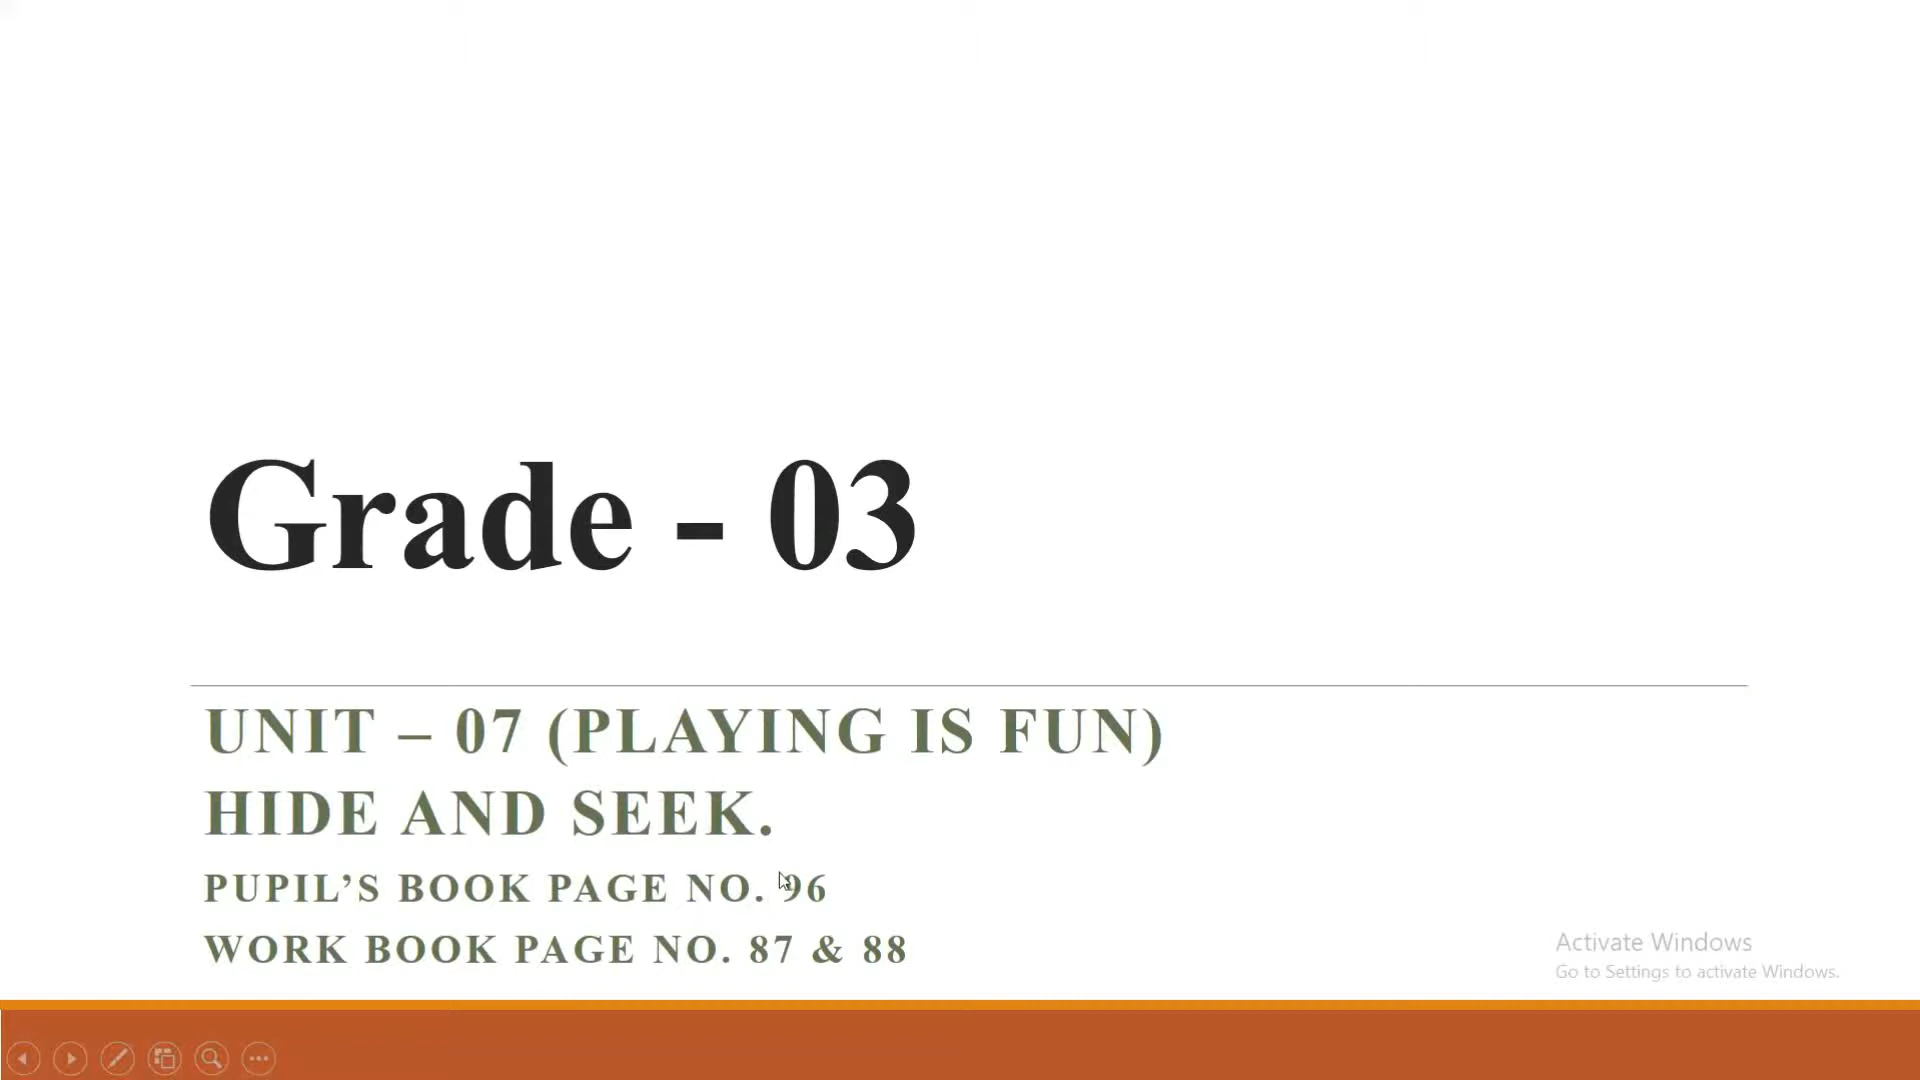 Grade - 03
UNIT – 07 (PLAYING IS FUN)
HIDE AND SEEK.
PUPIL’S BOOK PAGE NO. 96
WORK BOOK PAGE NO. 87 & 88
Activate Windows
Go to Settings to activate Windows.